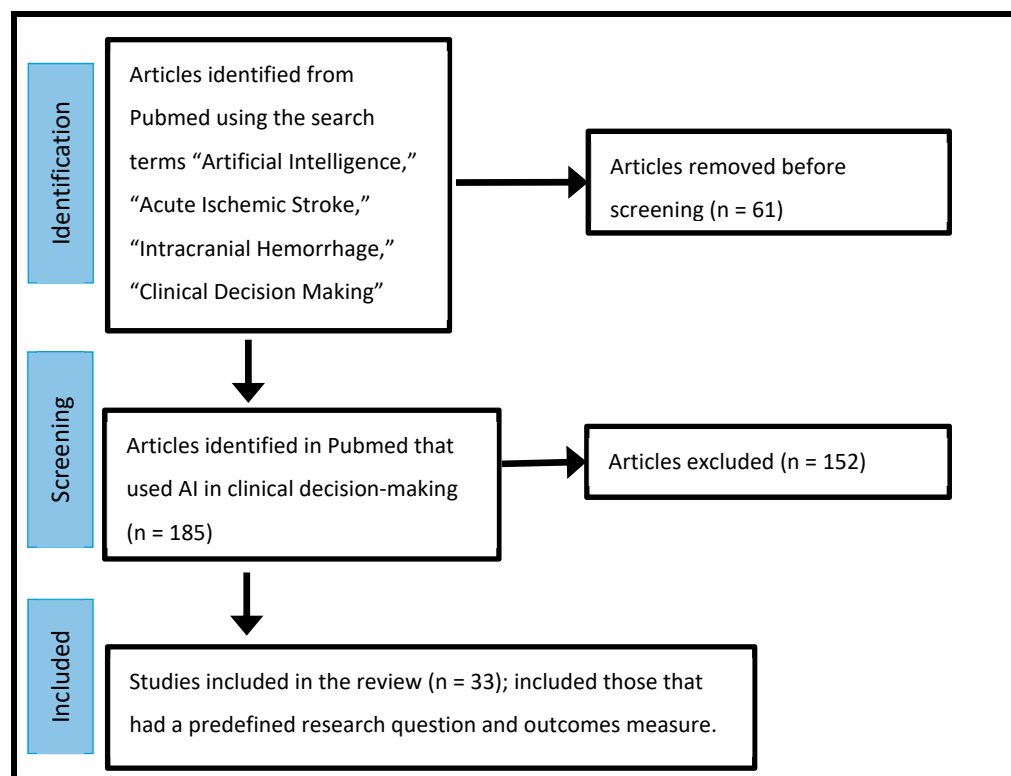 Identification
Articles identified from
Pubmed using the search
terms “Artificial Intelligence,”
“Acute Ischemic Stroke,”
“Intracranial Hemorrhage,”
“Clinical Decision Making”
Articles removed before
screening (n = 61)
Screening
Articles identified in Pubmed that
used AI in clinical decision-making
(n = 185)
Articles excluded (n = 152)
Included
Studies included in the review (n = 33); included those that
had a predefined research question and outcomes measure.